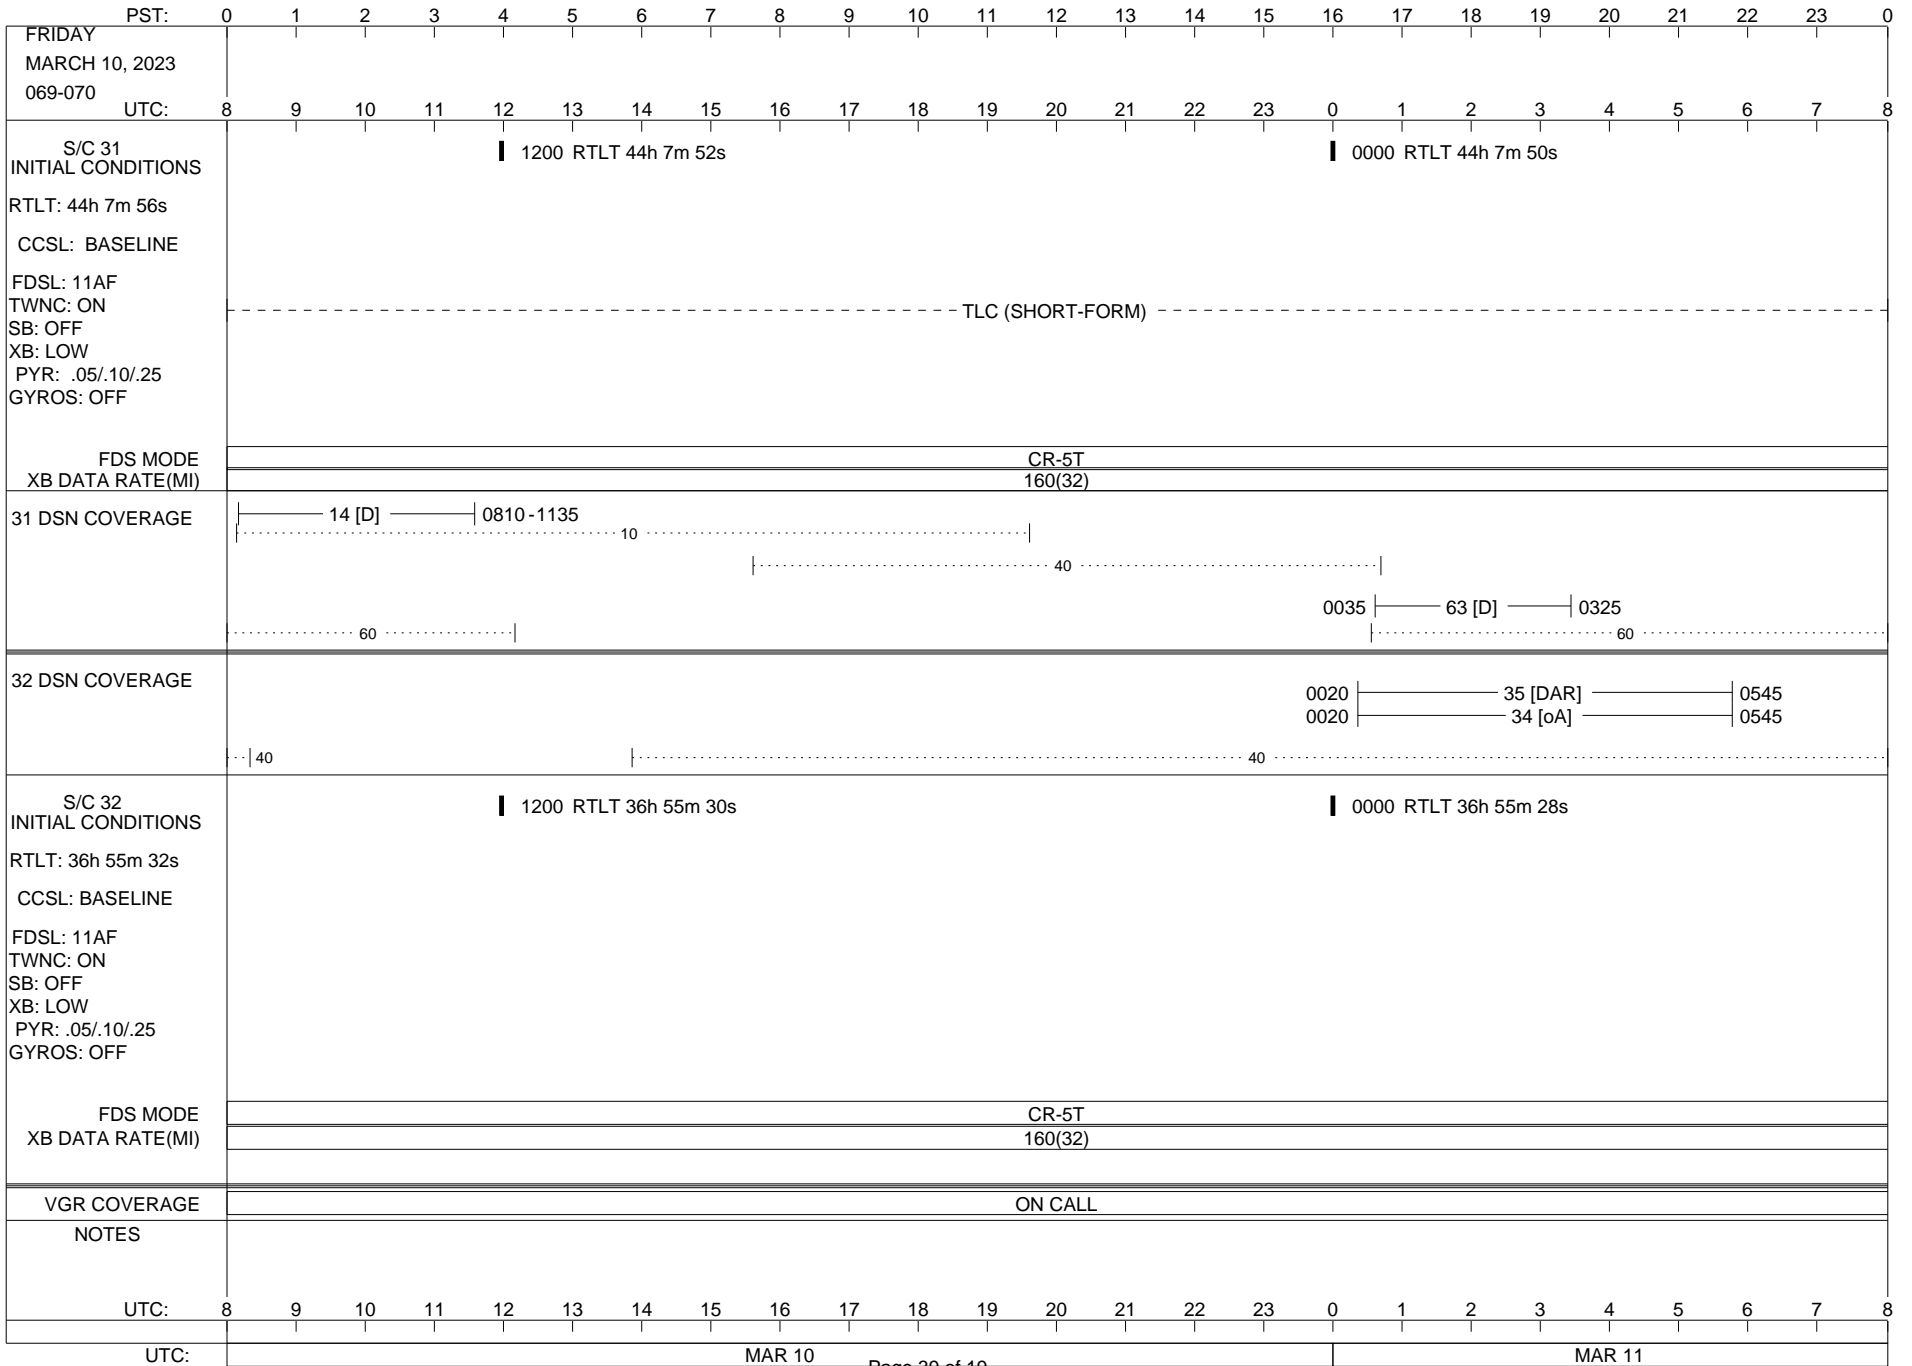 PST: 0 1 2 3 4 5 6 7 8 9 10 11 12 13 14 15 16 17 18 19 20 21 22 23 0
FRIDAY
MARCH 10, 2023
069-070
UTC: 8 9 10 11 12 13 14 15 16 17 18 19 20 21 22 23 0 1 2 3 4 5 6 7 8
S/C 31
INITIAL CONDITIONS
1200 RTLT 44h 7m 52s
0000 RTLT 44h 7m 50s
RTLT: 44h 7m 56s
CCSL: BASELINE
FDSL: 11AF
TWNC: ON
SB: OFF
XB: LOW
PYR: .05/.10/.25
GYROS: OFF
TLC (SHORT-FORM)
FDS MODE CR-5T
XB DATA RATE(MI) 160(32)
31 DSN COVERAGE
14 [D] 0810 -1135
10
40
0035 63 [D] 0325
60 60
32 DSN COVERAGE
0020 35 [DAR] 0545
0020 34 [oA] 0545
40 40
S/C 32
INITIAL CONDITIONS
1200 RTLT 36h 55m 30s
0000 RTLT 36h 55m 28s
RTLT: 36h 55m 32s
CCSL: BASELINE
FDSL: 11AF
TWNC: ON
SB: OFF
XB: LOW
PYR: .05/.10/.25
GYROS: OFF
FDS MODE CR-5T
XB DATA RATE(MI) 160(32)
VGR COVERAGE ON CALL
NOTES
UTC: 8 9 10 11 12 13 14 15 16 17 18 19 20 21 22 23 0 1 2 3 4 5 6 7 8
UTC: MAR 10 MAR 11